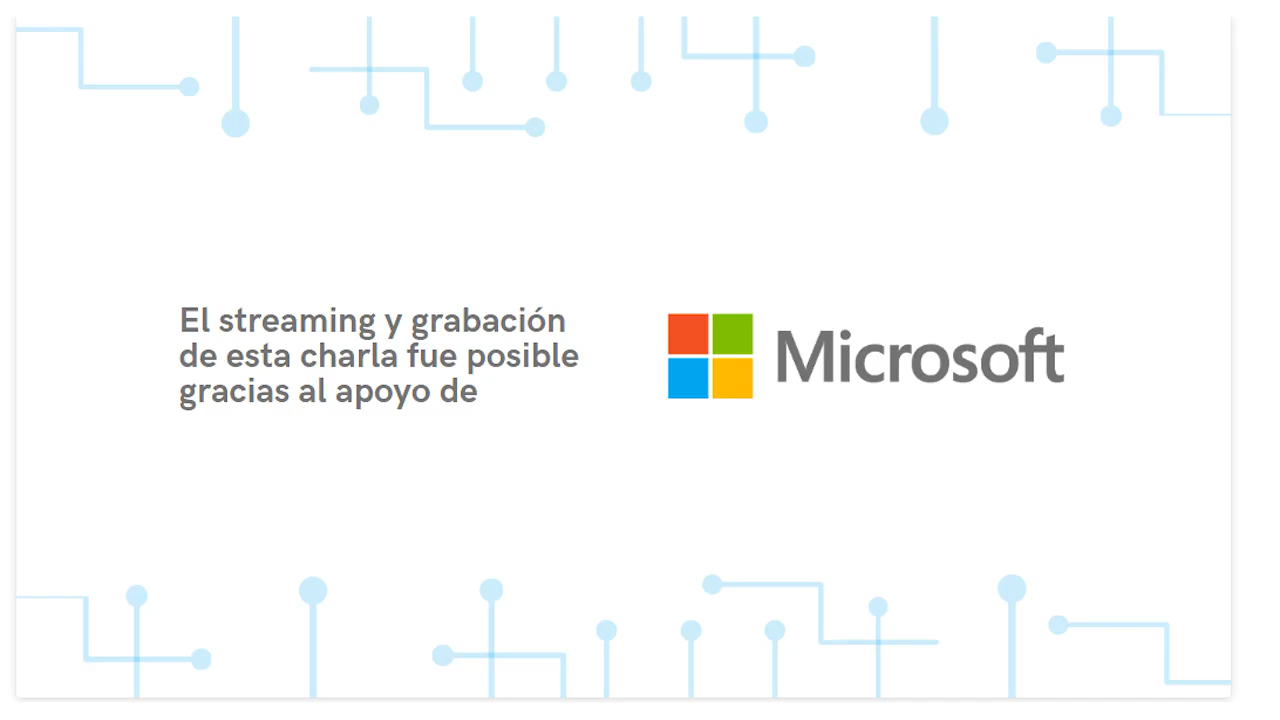 El streaming y grabación
de esta charla fue posible
gracias al apoyo de
Microsoft